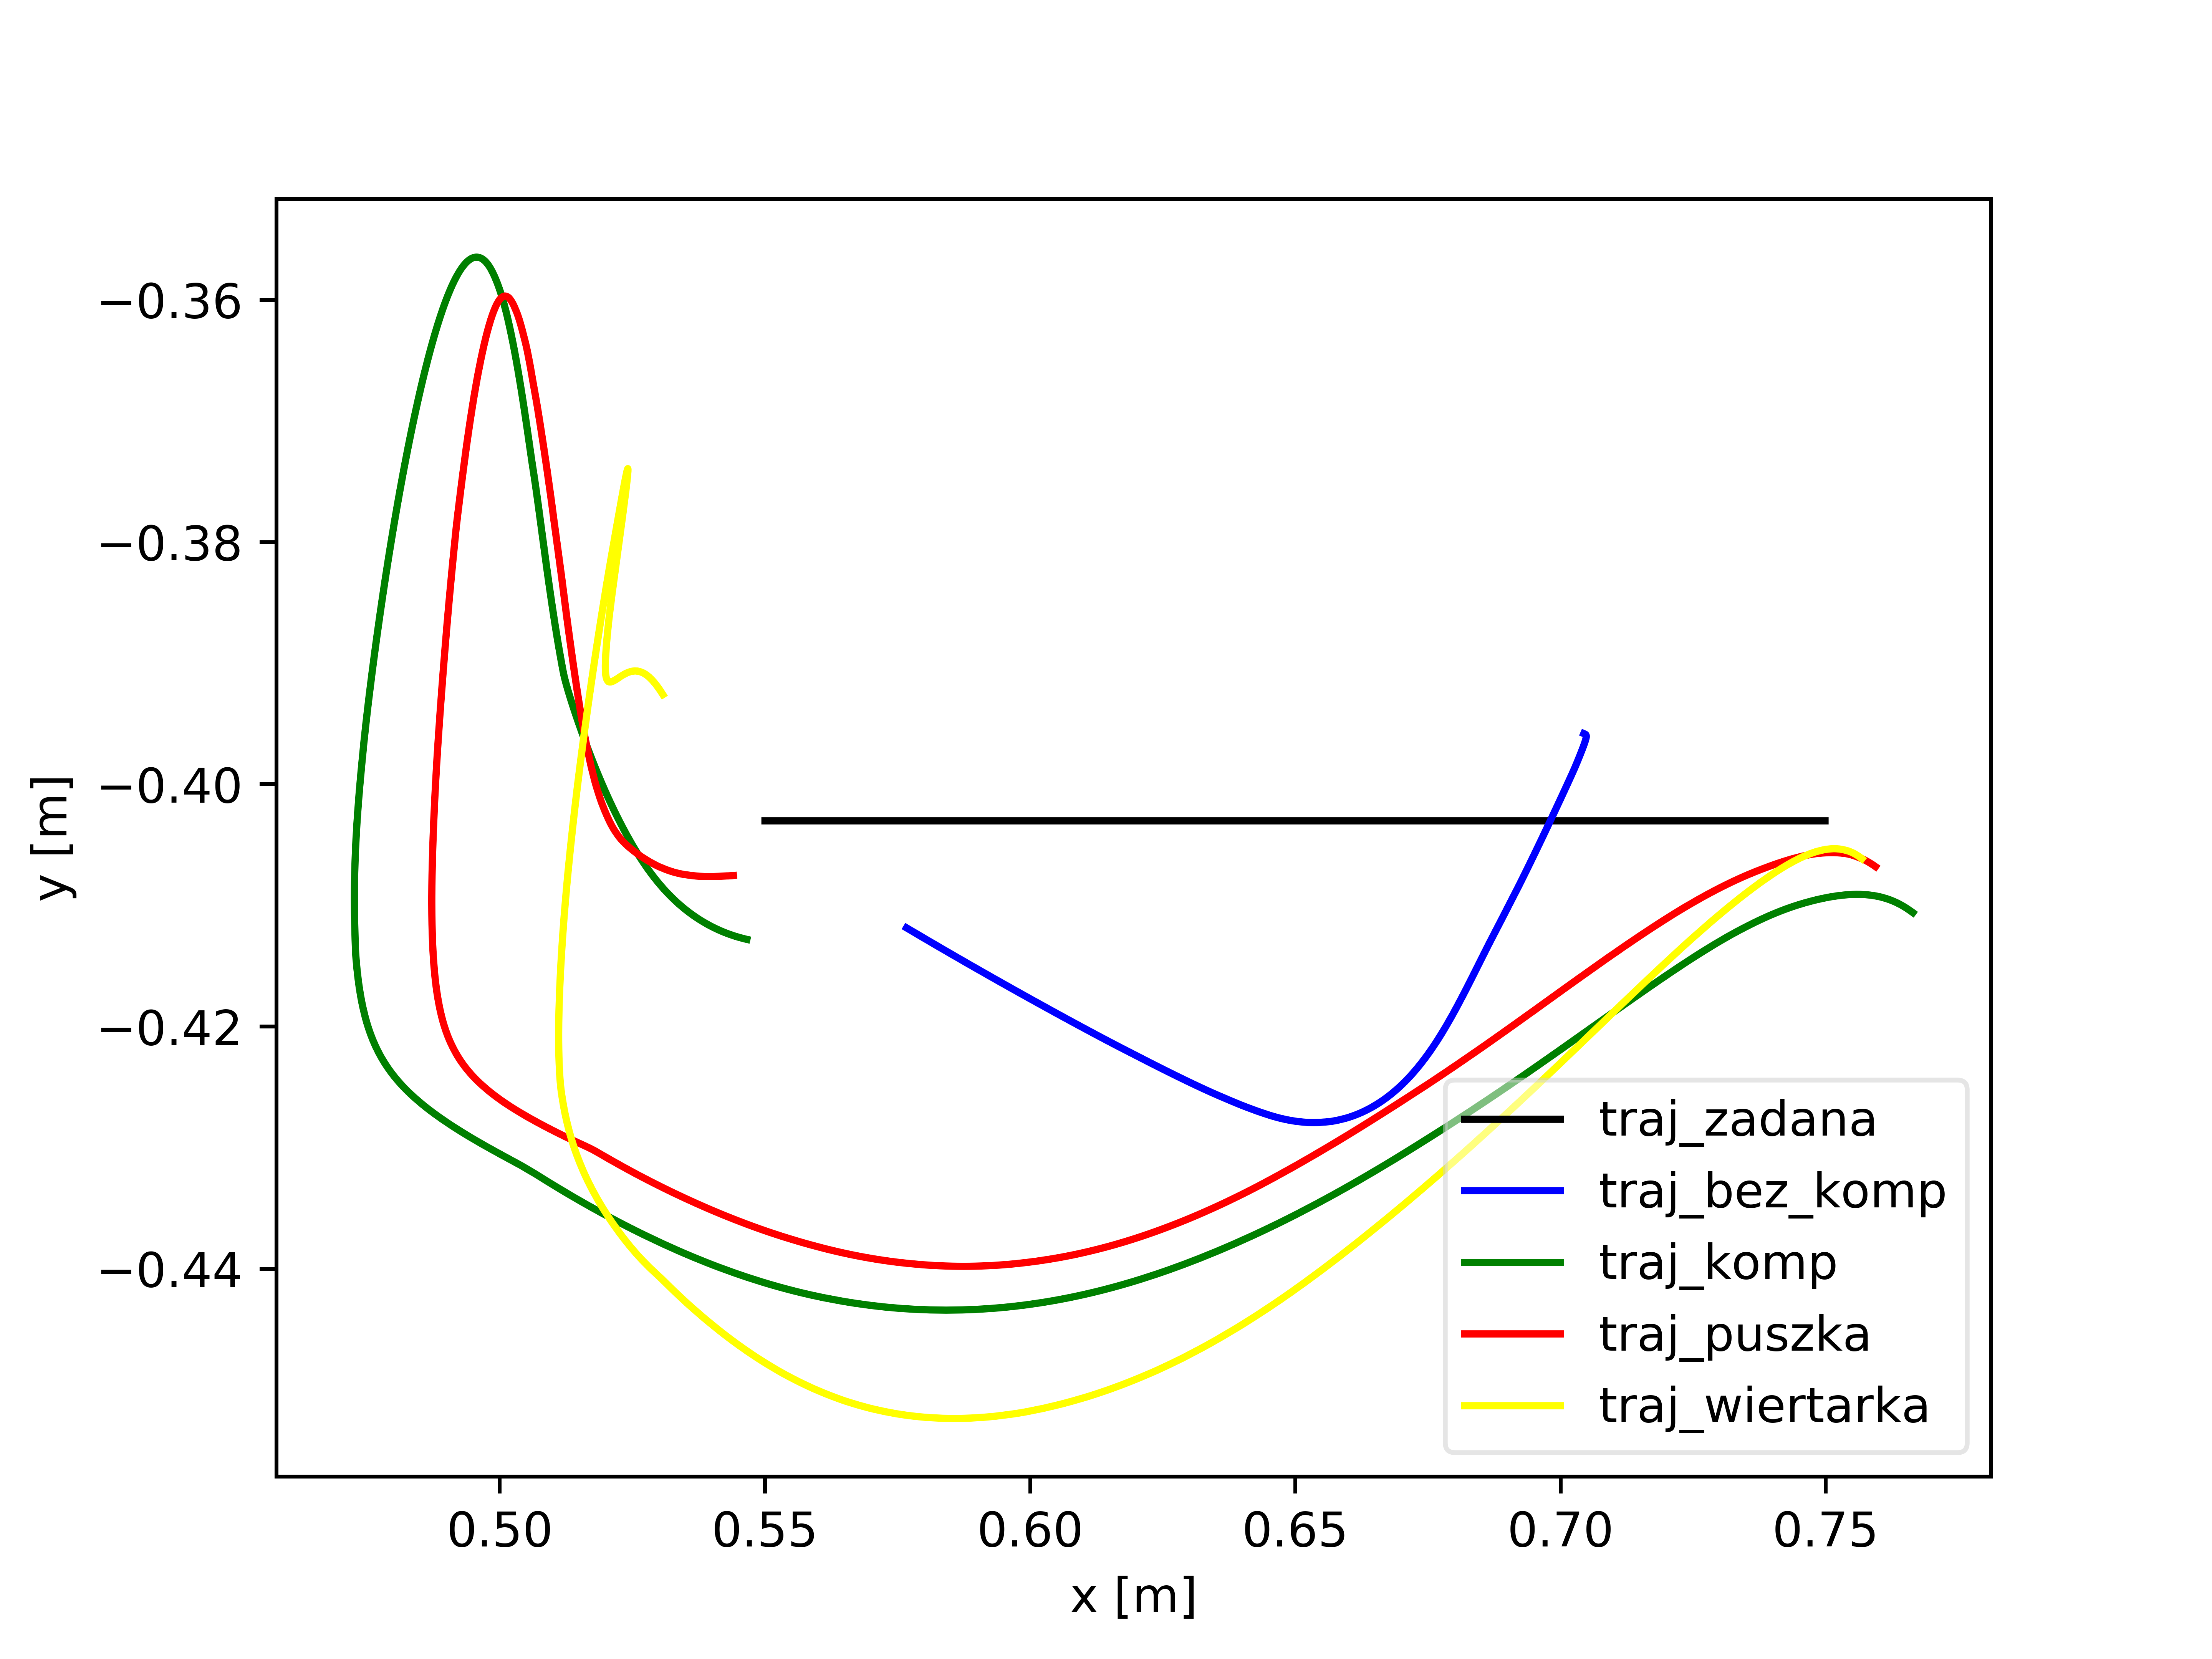 −0.36
−0.38
−0.40
−0.42
−0.44
y [m]
0.50 0.55 0.60 0.65 0.70 0.75
x [m]
traj_zadana
traj_bez_komp
traj_komp
traj_puszka
traj_wiertarka